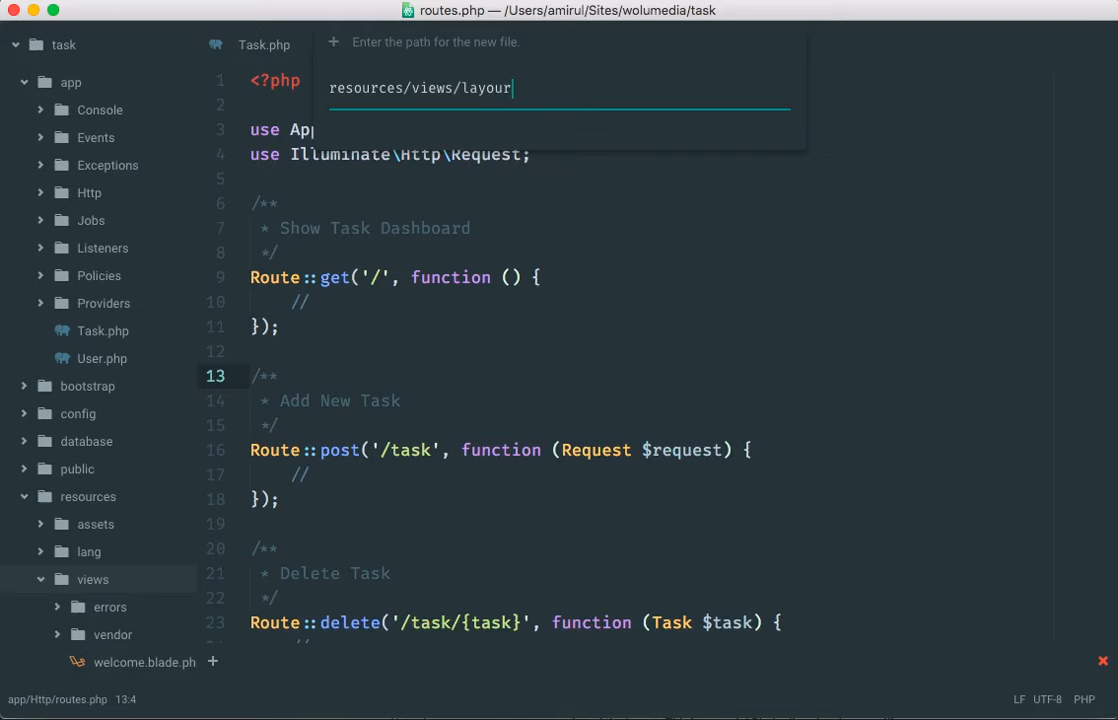 routes.php — /Users/amirul/Sites/wolumedia/task
task
Task.php
Enter the path for the new file.
resources/views/layour
app
Console
Events
Exceptions
Http
Jobs
Listeners
Policies
Providers
Task.php
User.php
bootstrap
config
database
public
resources
assets
lang
views
errors
vendor
welcome.blade.ph
1 <?php
2
3 use App
4 use Illuminate\Http\Request;
5
6 /**
7 * Show Task Dashboard
8 */
9 Route::get('/', function () {
10 //
11 });
12
13 /**
14 * Add New Task
15 */
16 Route::post('/task', function (Request $request) {
17 //
18 });
19
20 /**
21 * Delete Task
22 */
23 Route::delete('/task/{task}', function (Task $task) {
app/Http/routes.php 13:4
LF UTF-8 PHP